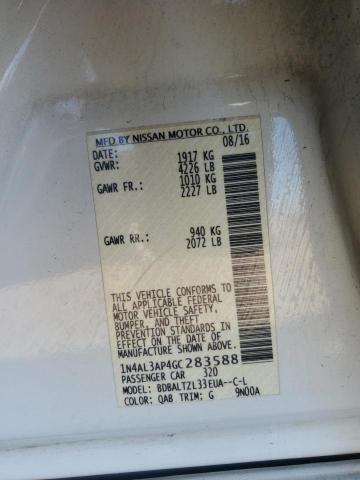 MFD BY NISSAN MOTOR CO., LTD.
DATE: 08/16
GVWR: 1917 KG
4226 LB
GAWR FR.: 1010 KG
2227 LB
GAWR RR.: 940 KG
2072 LB
THIS VEHICLE CONFORMS TO
ALL APPLICABLE FEDERAL
MOTOR VEHICLE SAFETY,
BUMPER, AND THEFT
PREVENTION STANDARDS
IN EFFECT ON THE DATE OF
MANUFACTURE SHOWN ABOVE.
1N4AL3AP4GC283588
PASSENGER CAR 320
MODEL: BDBALTZL33EUA--C-L
COLOR: QAB TRIM: G 9N00A